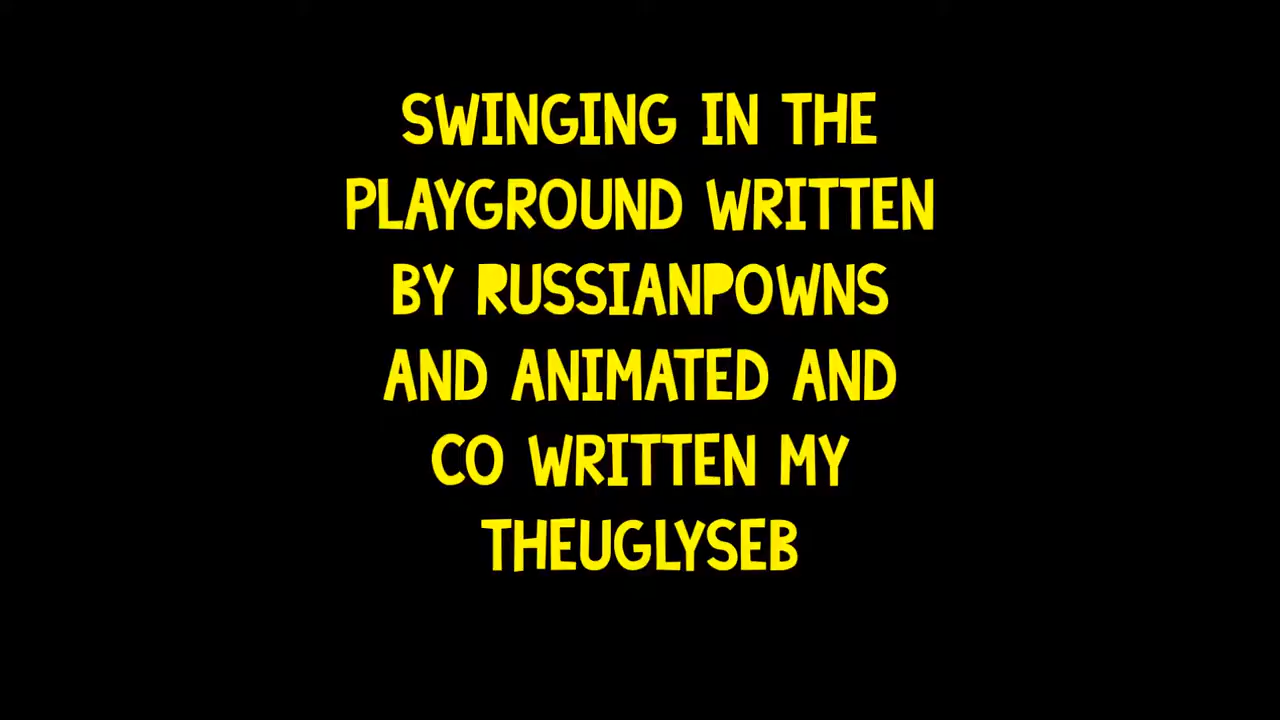 SWINGING IN THE
PLAYGROUND WRITTEN
BY RUSSIANPOWNS
AND ANIMATED AND
CO WRITTEN MY
THEUGLYSEB